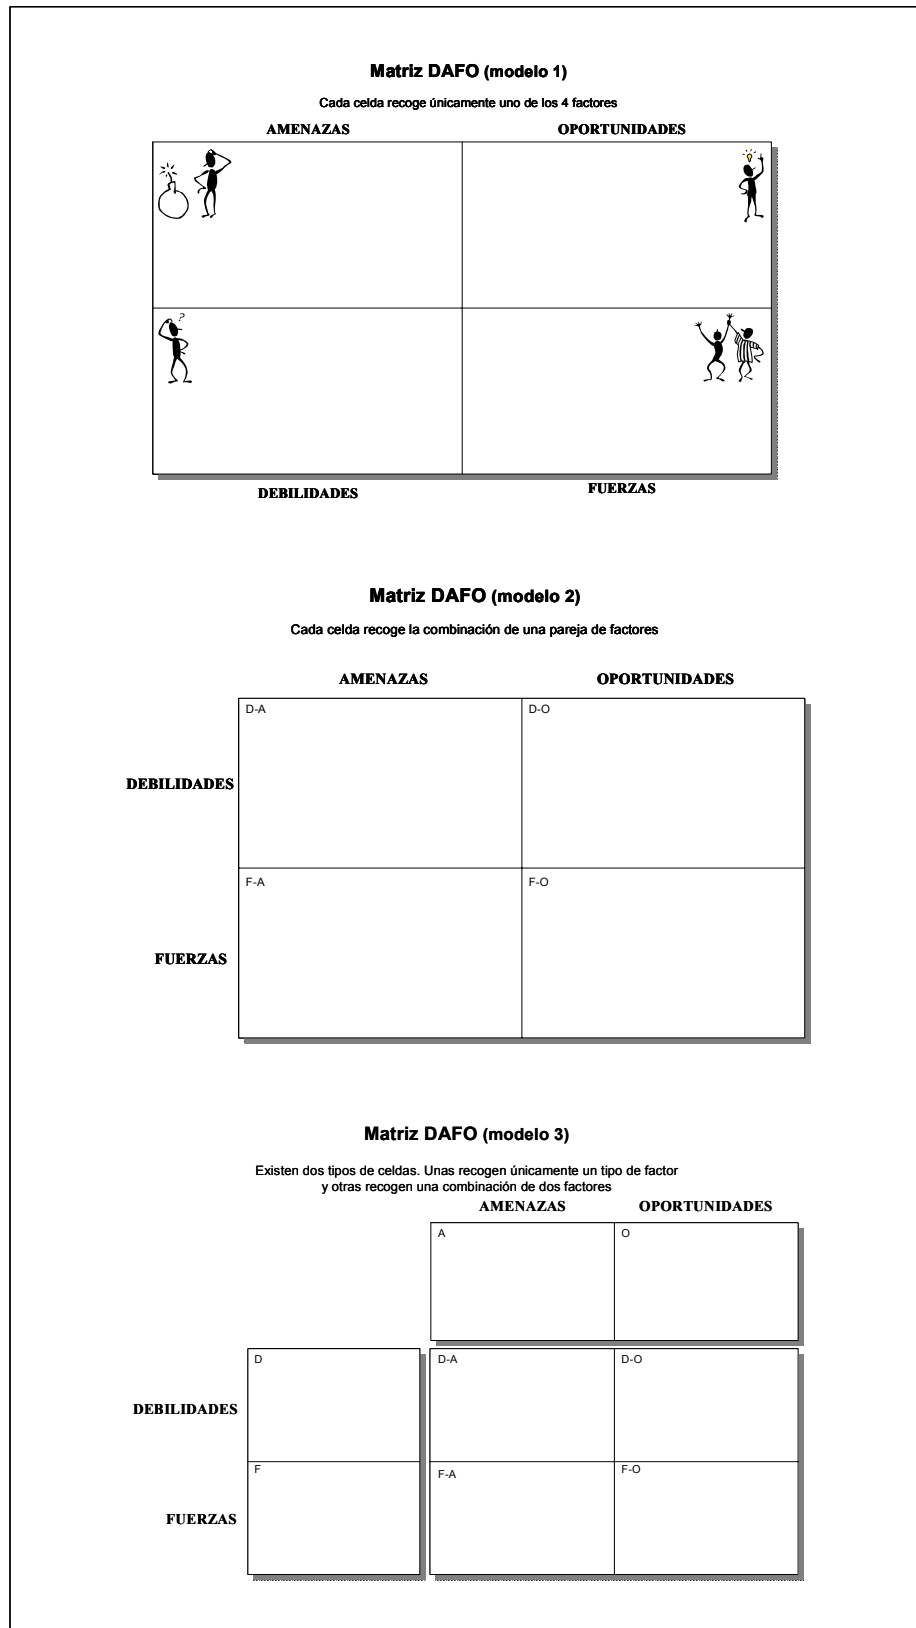 Matriz DAFO (modelo 1)
Cada celda recoge únicamente uno de los 4 factores
AMENAZAS OPORTUNIDADES
?
DEBILIDADES FUERZAS
Matriz DAFO (modelo 2)
Cada celda recoge la combinación de una pareja de factores
AMENAZAS OPORTUNIDADES
D-A D-O
DEBILIDADES
F-A F-O
FUERZAS
Matriz DAFO (modelo 3)
Existen dos tipos de celdas. Unas recogen únicamente un tipo de factor
y otras recogen una combinación de dos factores
AMENAZAS OPORTUNIDADES
A O
D D-A D-O
DEBILIDADES
F F-A F-O
FUERZAS